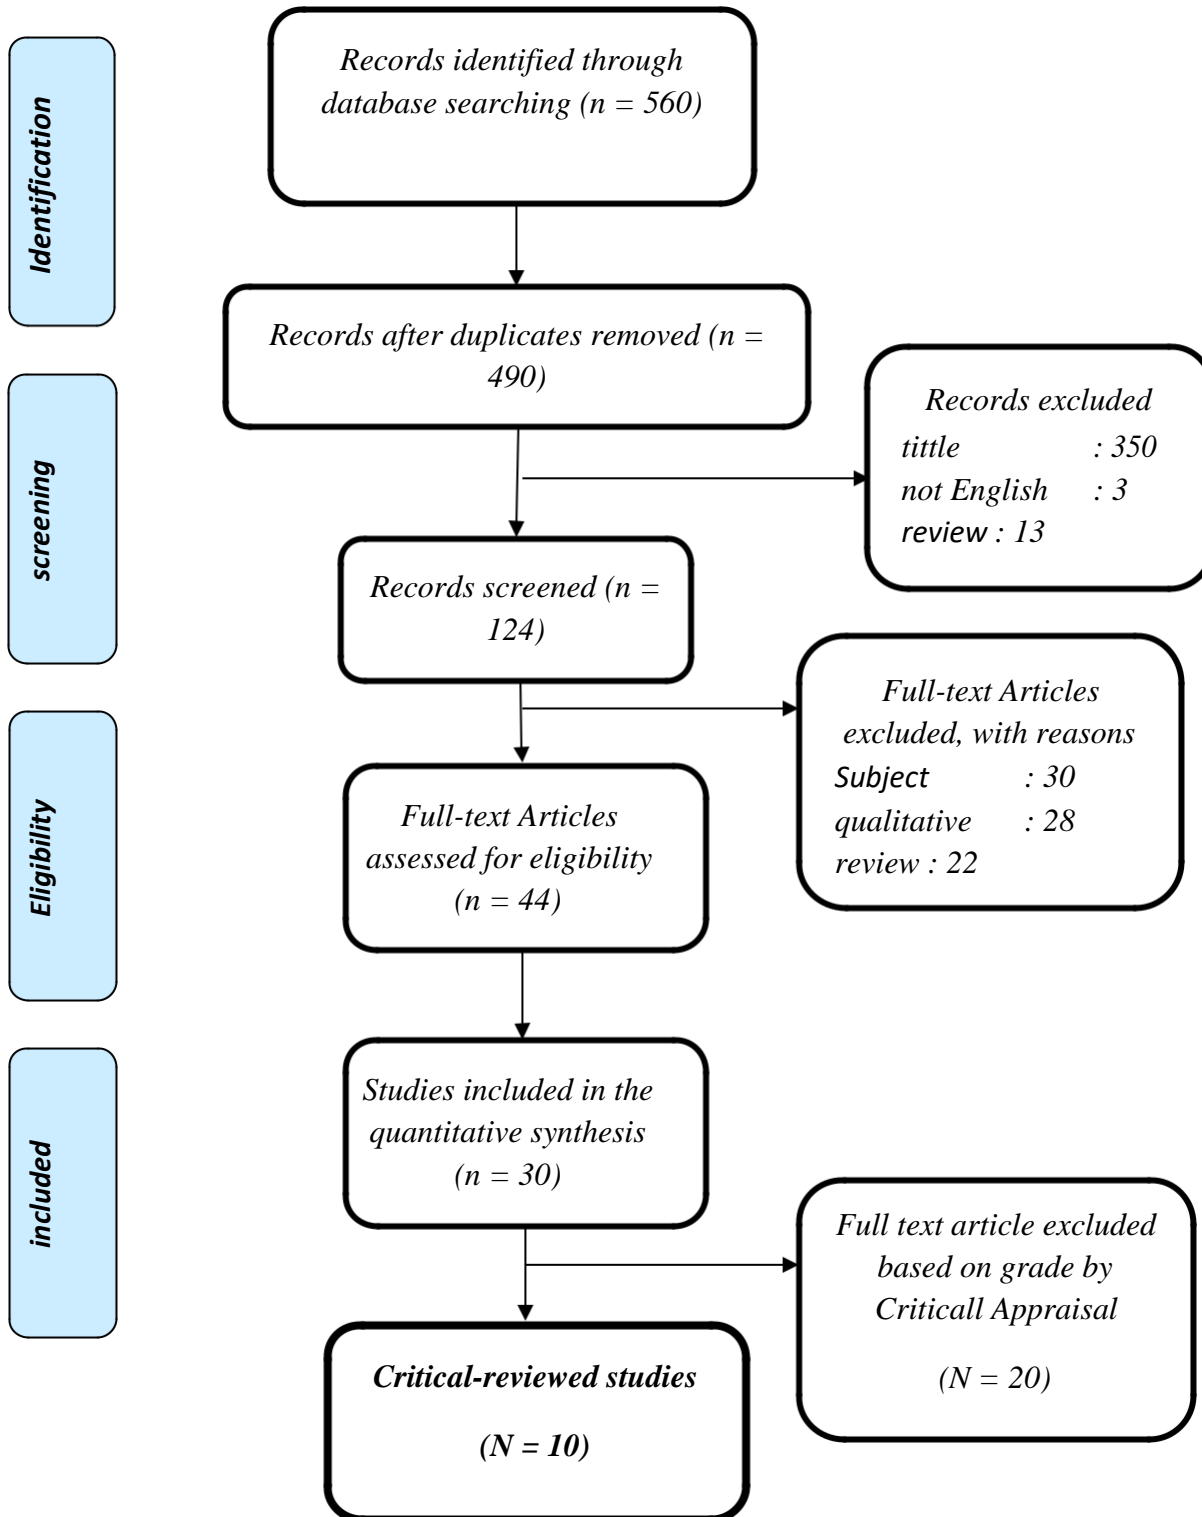 Identification
Records identified through
database searching (n = 560)
Records after duplicates removed (n =
490)
Records excluded
tittle : 350
not English : 3
review : 13
screening
Records screened (n =
124)
Full-text Articles
excluded, with reasons
Subject : 30
qualitative : 28
review : 22
Eligibility
Full-text Articles
assessed for eligibility
(n = 44)
included
Studies included in the
quantitative synthesis
(n = 30)
Full text article excluded
based on grade by
Criticall Appraisal
(N = 20)
Critical-reviewed studies
(N = 10)